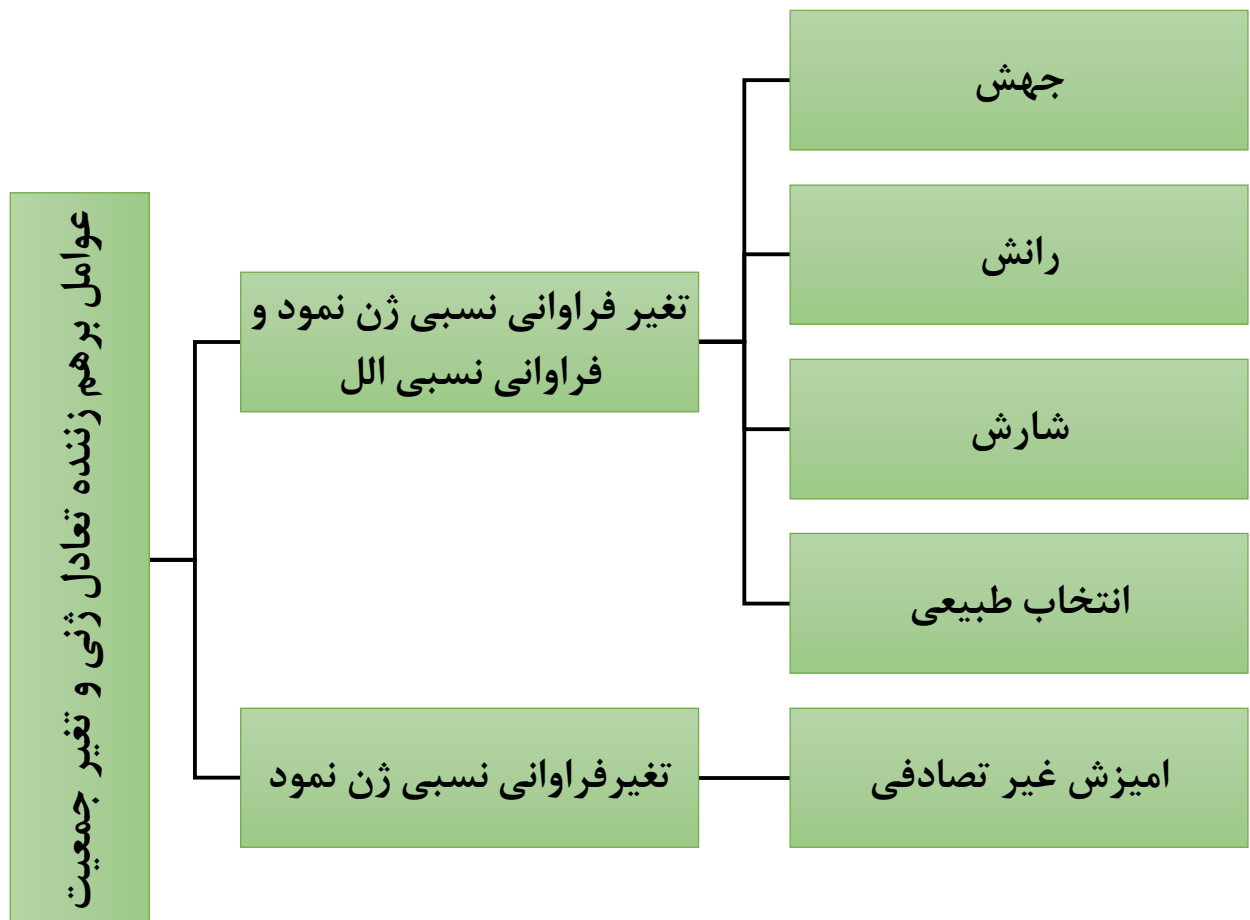 عوامل برهم زننده تعادل ژنی و تغیر جمعیت
تغیر فراوانی نسبی ژن نمود و
فراوانی نسبی الل
جهش
رانش
شارش
انتخاب طبیعی
تغیرفراوانی نسبی ژن نمود
امیزش غیر تصادفی